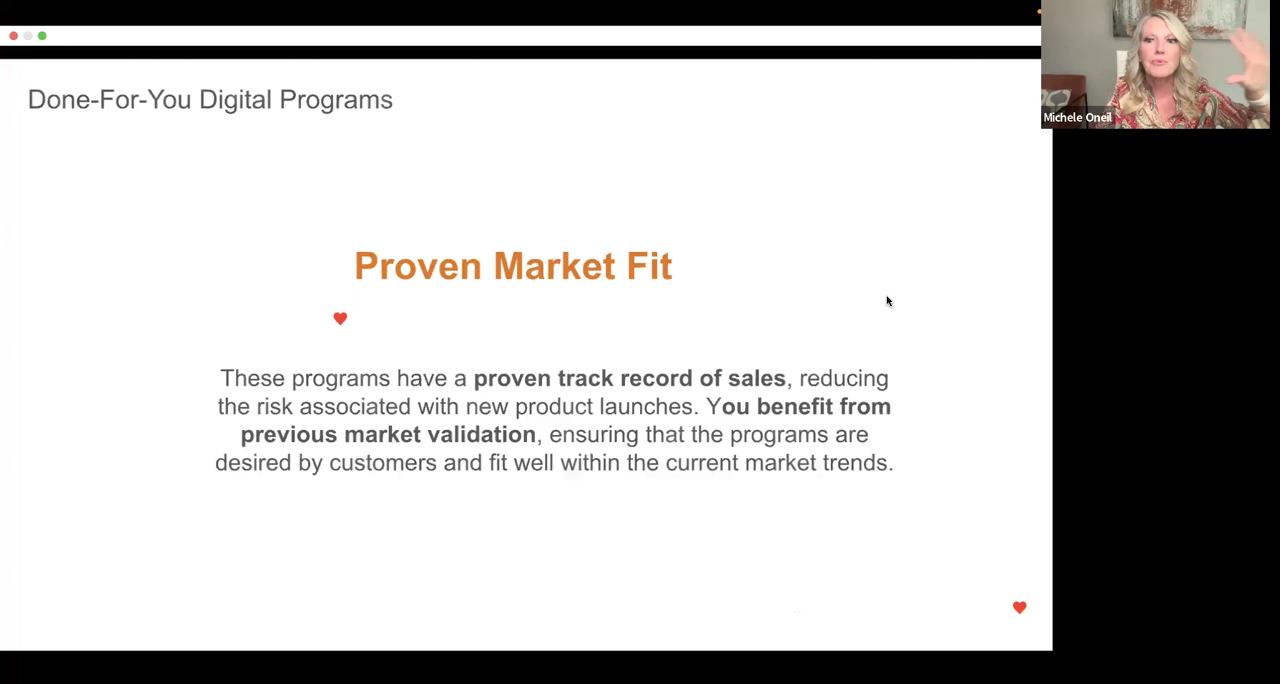 Done-For-You Digital Programs
Michele Oneil
Proven Market Fit
These programs have a proven track record of sales, reducing
the risk associated with new product launches. You benefit from
previous market validation, ensuring that the programs are
desired by customers and fit well within the current market trends.